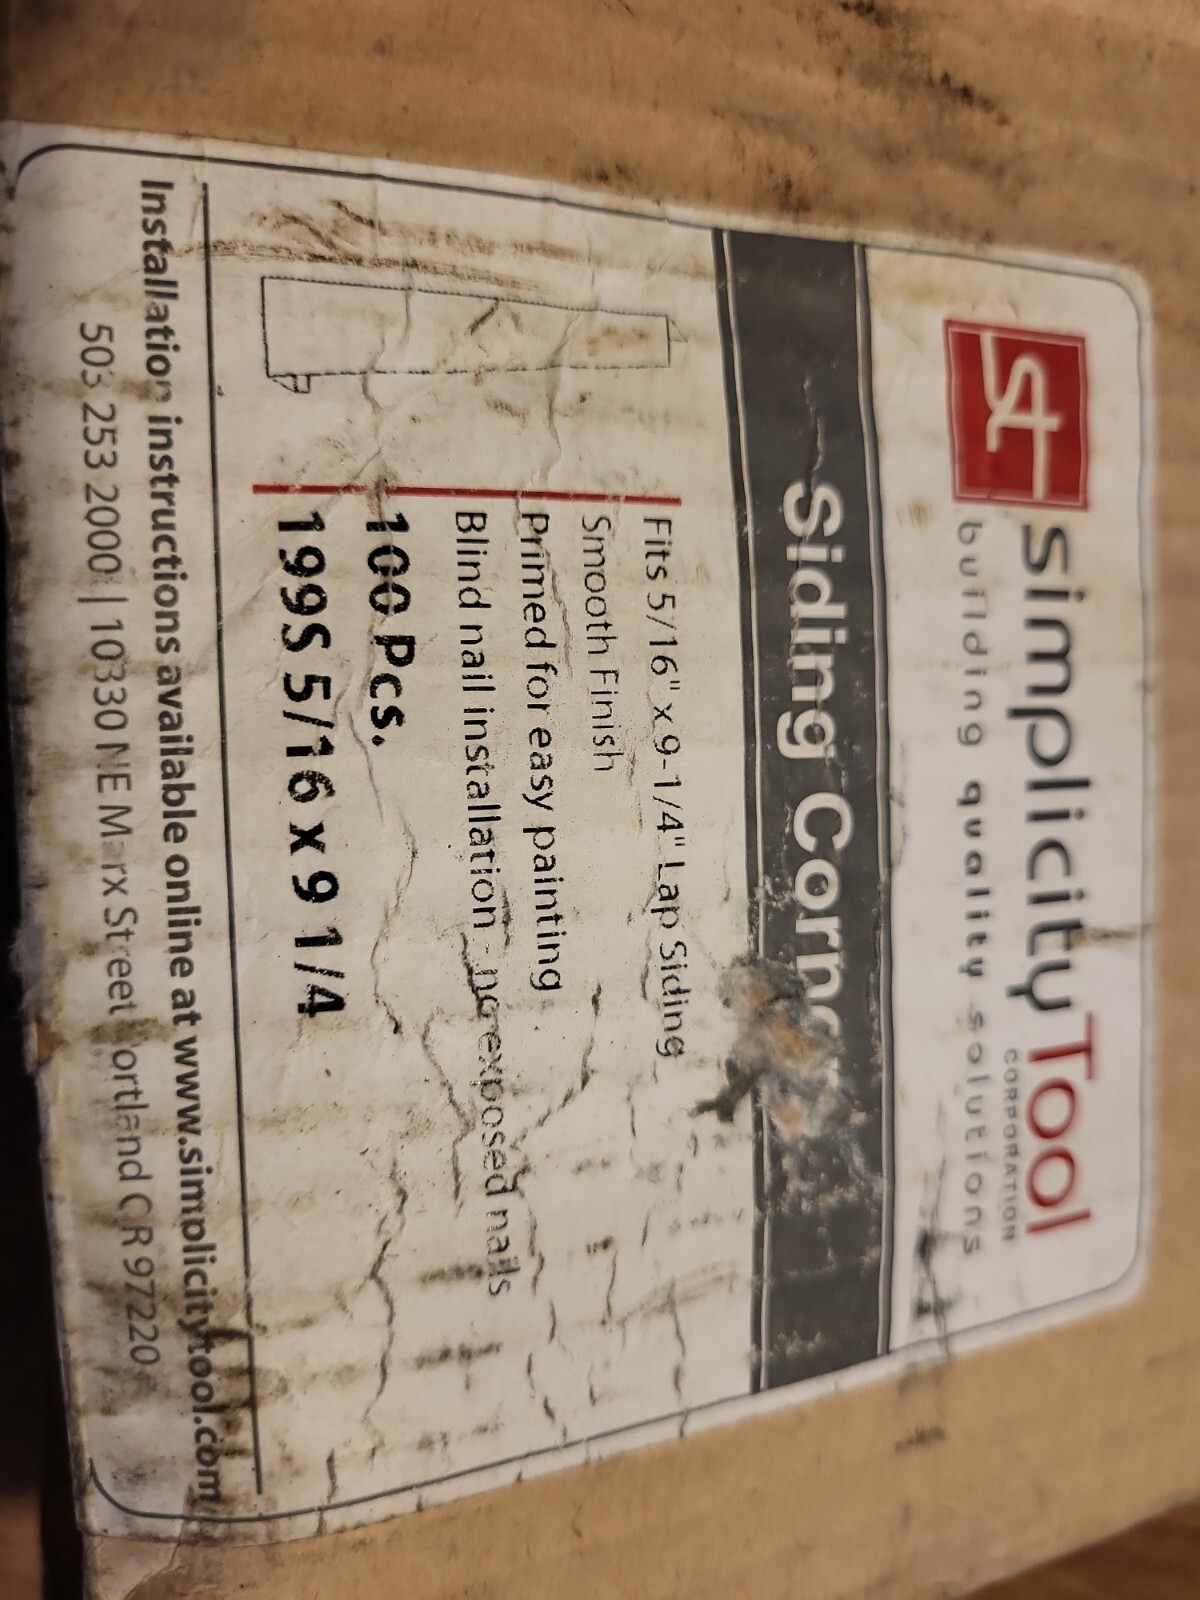 st
simplicityTool
CORPORATION
building quality solutions
Siding Corner
Fits 5/16" x 9-1/4" Lap Siding
Smooth Finish
Primed for easy painting
Blind nail installation - no exposed nails
100 Pcs.
199S 5/16 x 9 1/4
Installation instructions available online at www.simplicitytool.com
503 253 2000 | 10330 NE Marx Street Portland OR 97220